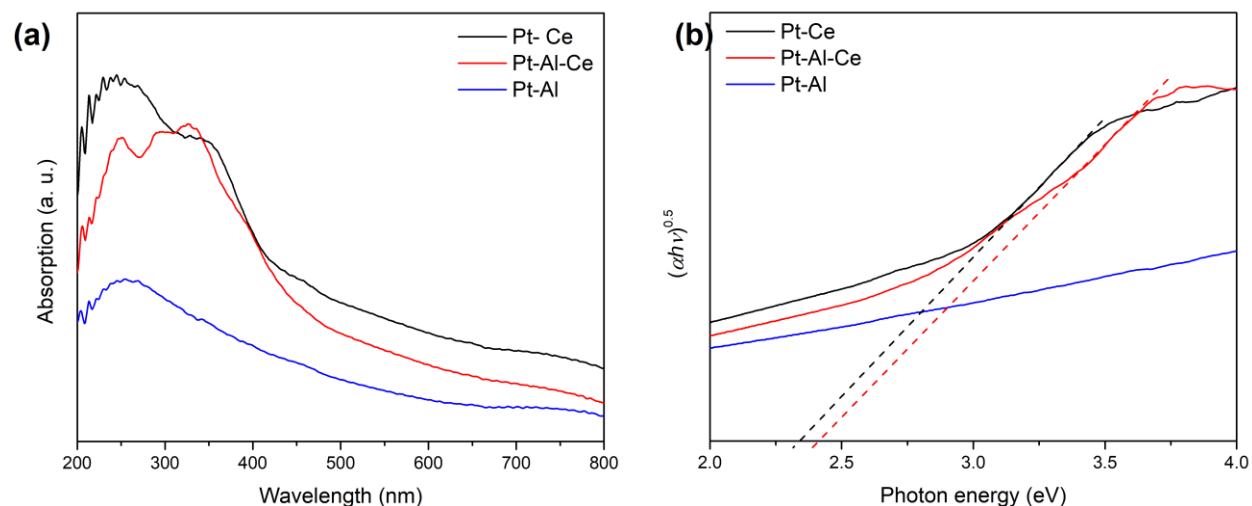 (a)
Pt- Ce
Pt-Al-Ce
Pt-Al
Absorption (a. u.)
200 300 400 500 600 700 800
Wavelength (nm)
(b)
Pt-Ce
Pt-Al-Ce
Pt-Al
(αhν)^0.5
2.0 2.5 3.0 3.5 4.0
Photon energy (eV)